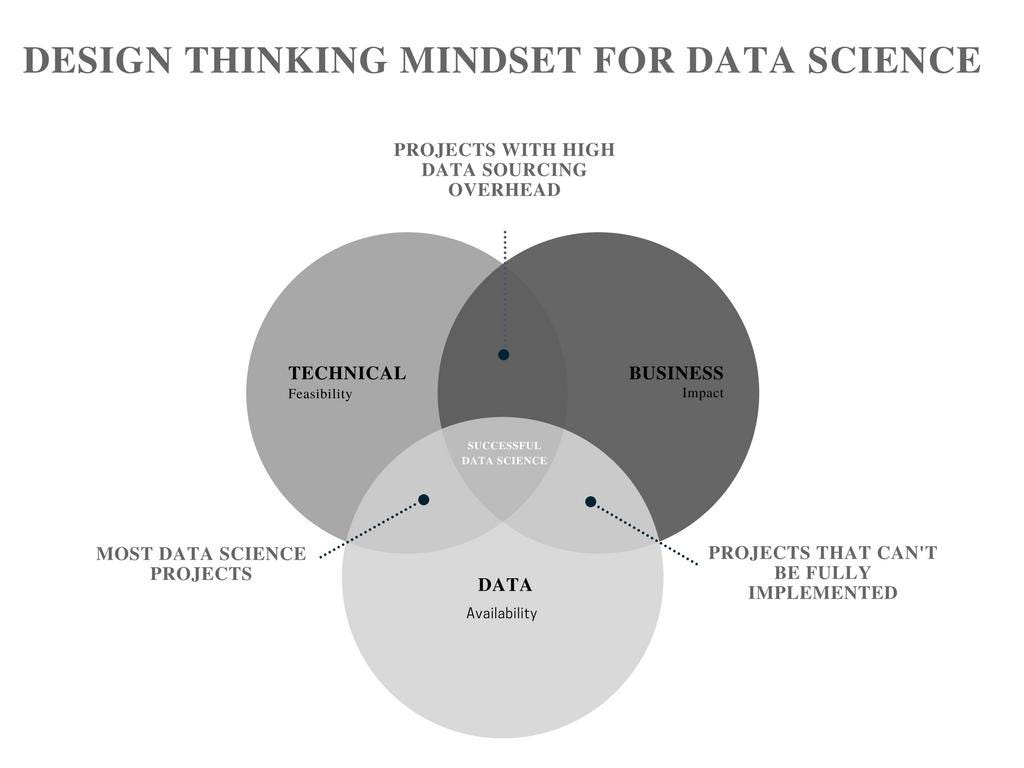 DESIGN THINKING MINDSET FOR DATA SCIENCE
PROJECTS WITH HIGH
DATA SOURCING
OVERHEAD
TECHNICAL
Feasibility
BUSINESS
Impact
SUCCESSFUL
DATA SCIENCE
MOST DATA SCIENCE
PROJECTS
PROJECTS THAT CAN'T
BE FULLY
IMPLEMENTED
DATA
Availability